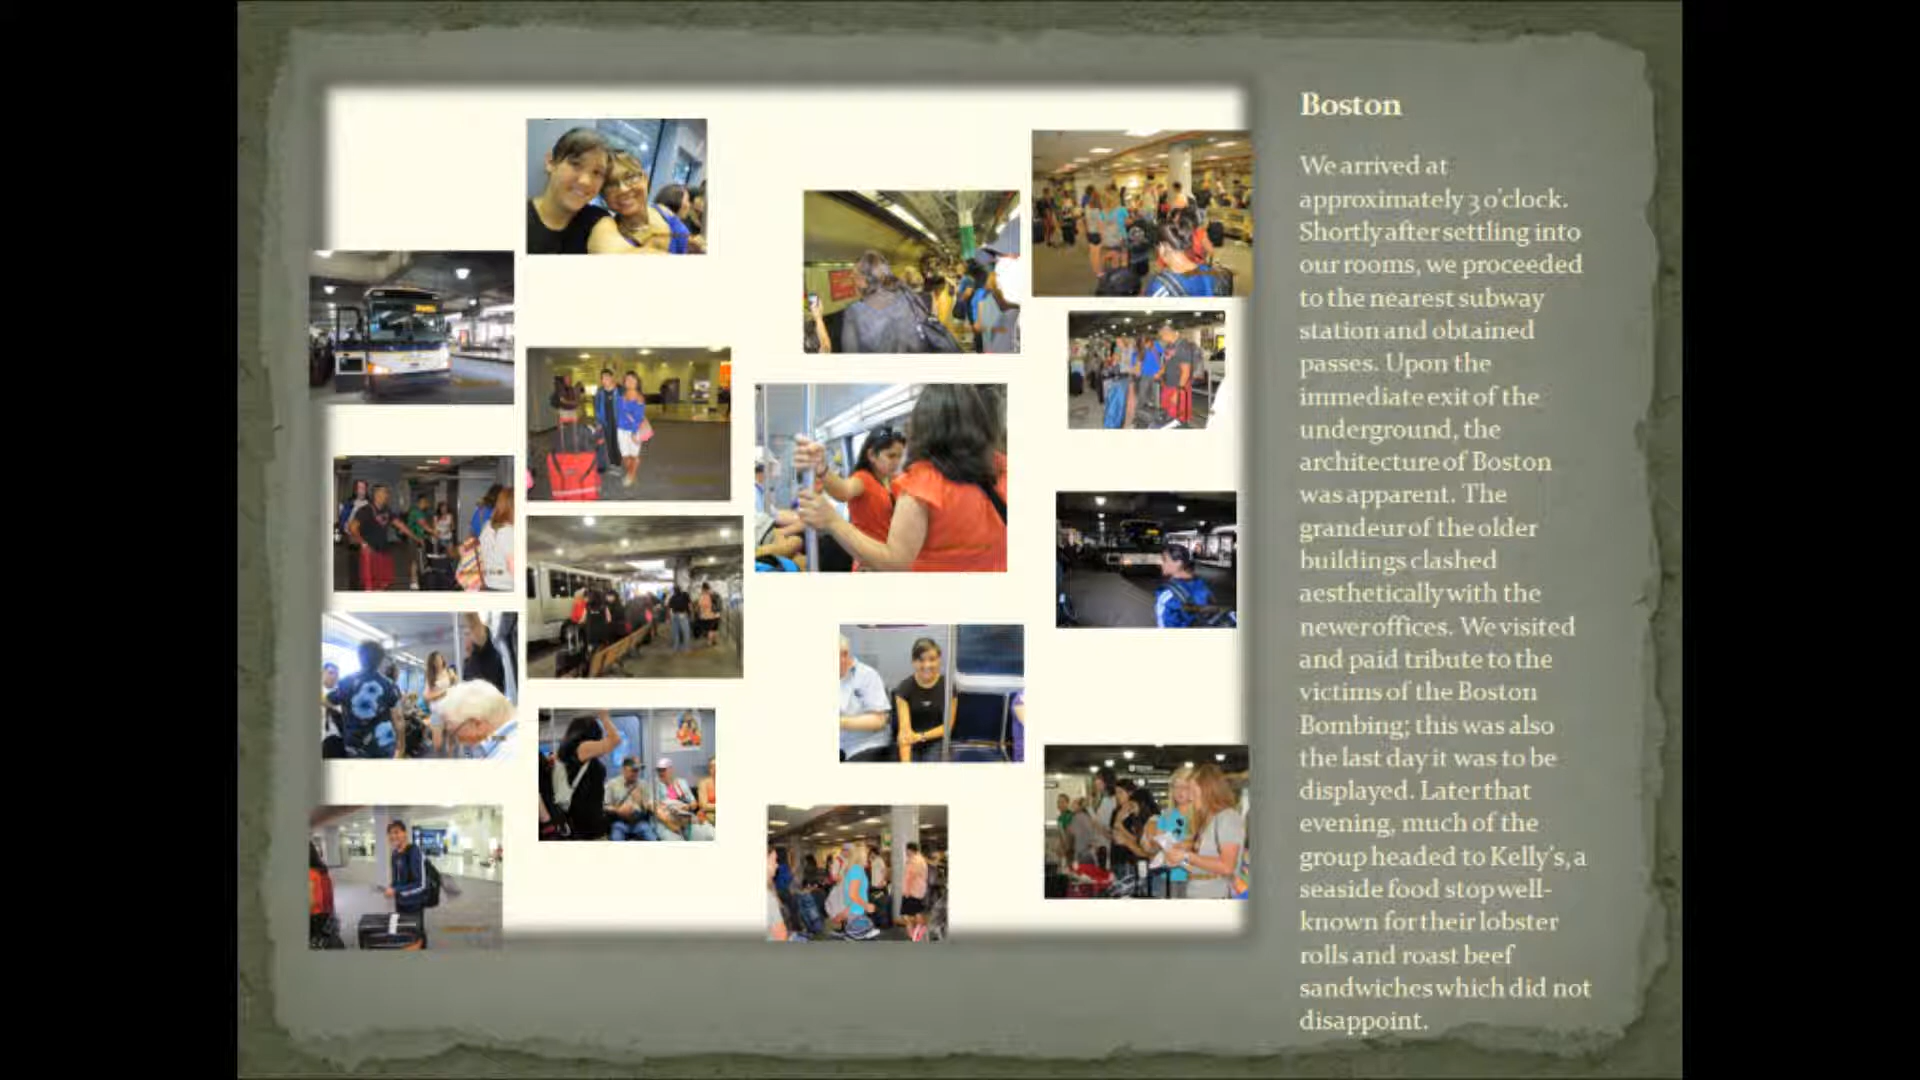 Boston
We arrived at
approximately 3 o'clock.
Shortly after settling into
our rooms, we proceeded
to the nearest subway
station and obtained
passes. Upon the
immediate exit of the
underground, the
architecture of Boston
was apparent. The
grandeur of the older
buildings clashed
aesthetically with the
newer offices. We visited
and paid tribute to the
victims of the Boston
Bombing; this was also
the last day it was to be
displayed. Later that
evening, much of the
group headed to Kelly's, a
seaside food stop well-
known for their lobster
rolls and roast beef
sandwiches which did not
disappoint.